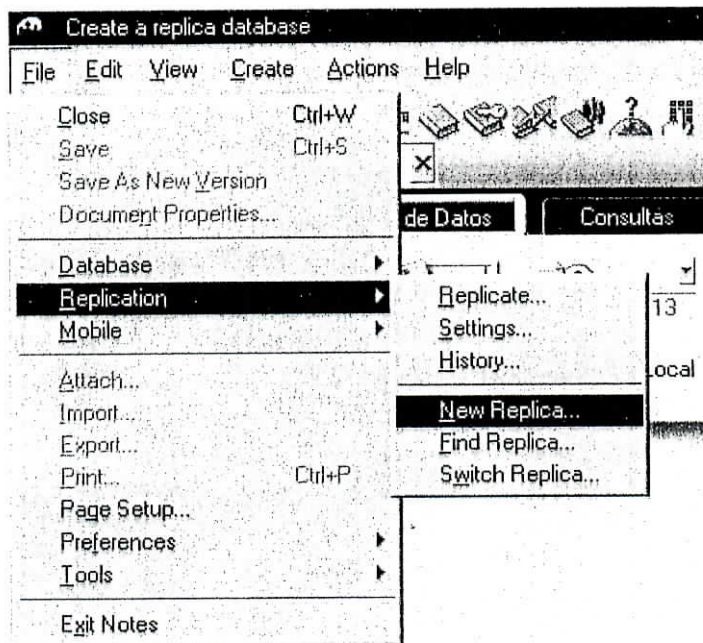 Create a replica database
File Edit View Create Actions Help
Close Ctrl+W
Save Ctrl+S
Save As New Version
Document Properties...
de Datos Consultas
Database
Replication
Mobile
Replicate...
Settings...
History...
New Replica...
Find Replica...
Switch Replica...
13
Local
Attach...
Import...
Export...
Print... Ctrl+P
Page Setup...
Preferences
Tools
Exit Notes